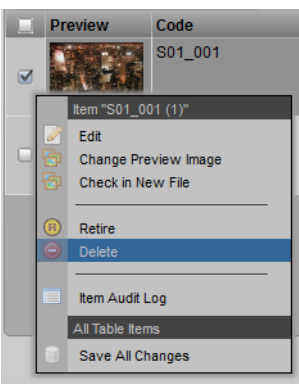 Preview Code
S01_001
Item "S01_001 (1)"
Edit
Change Preview Image
Check in New File
R Retire
Delete
Item Audit Log
All Table Items
Save All Changes